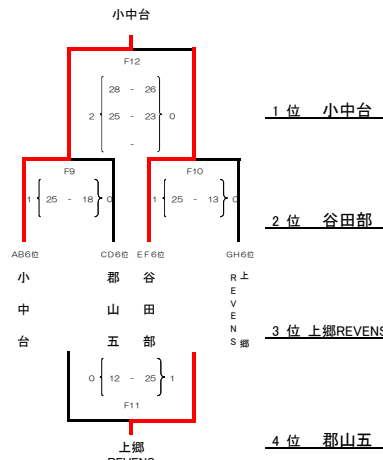 小中台
F12
28 - 26
2 25 - 23 0
-
1 位 小中台
F9
F10
1 25 - 18 0
1 25 - 13 0
2 位 谷田部
AB6位
CD6位
EF6位
GH6位
小中台
郡山五
谷田部
上郷
REVENS
3 位 上郷REVENS
0 12 - 25 1
F11
上郷
REVENS
4 位 郡山五